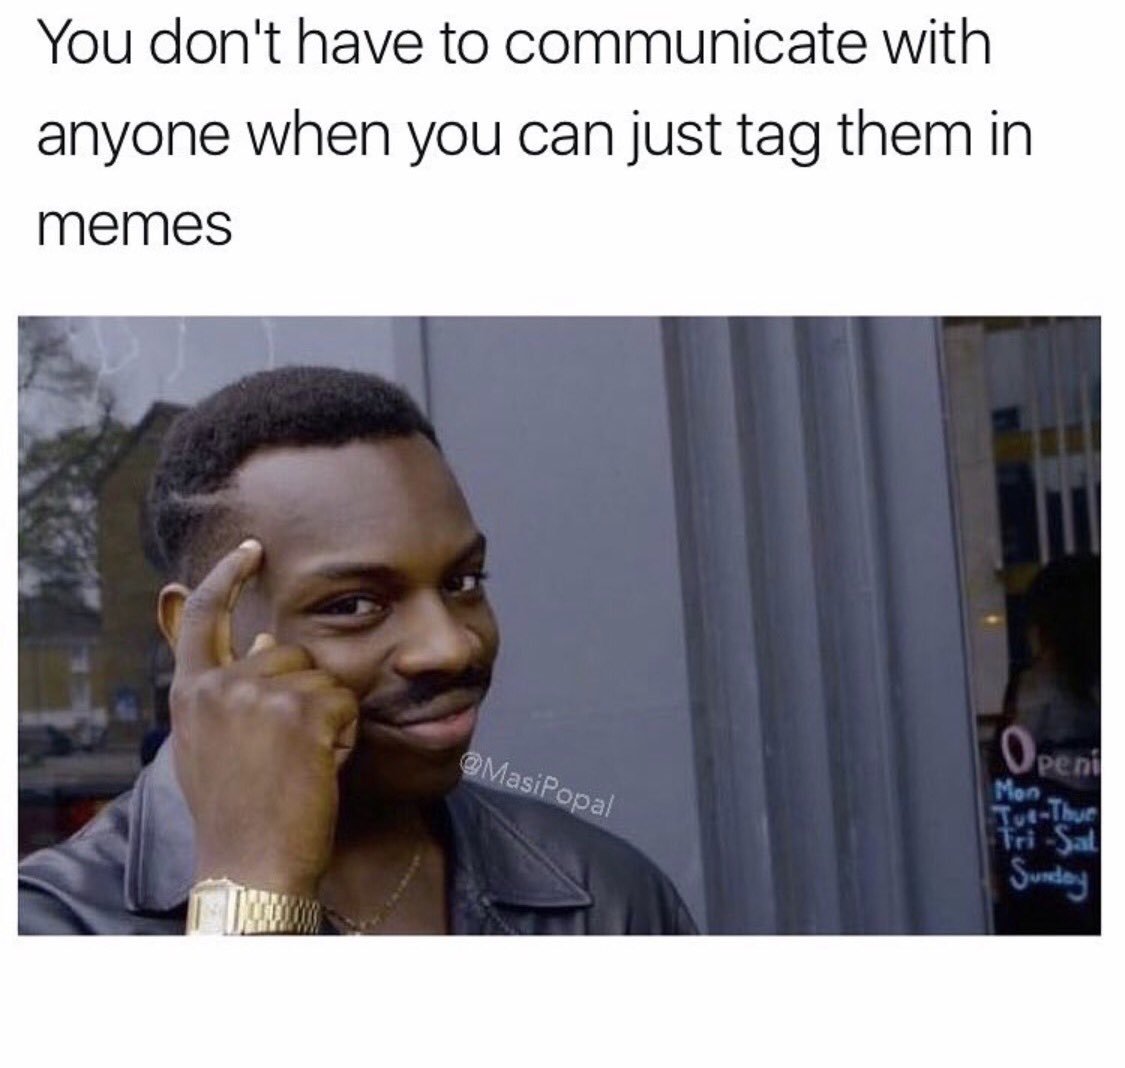 You don't have to communicate with
anyone when you can just tag them in
memes
@MasiPopal
Openi
Mon
Tue-Thur
Fri-Sat
Sunday